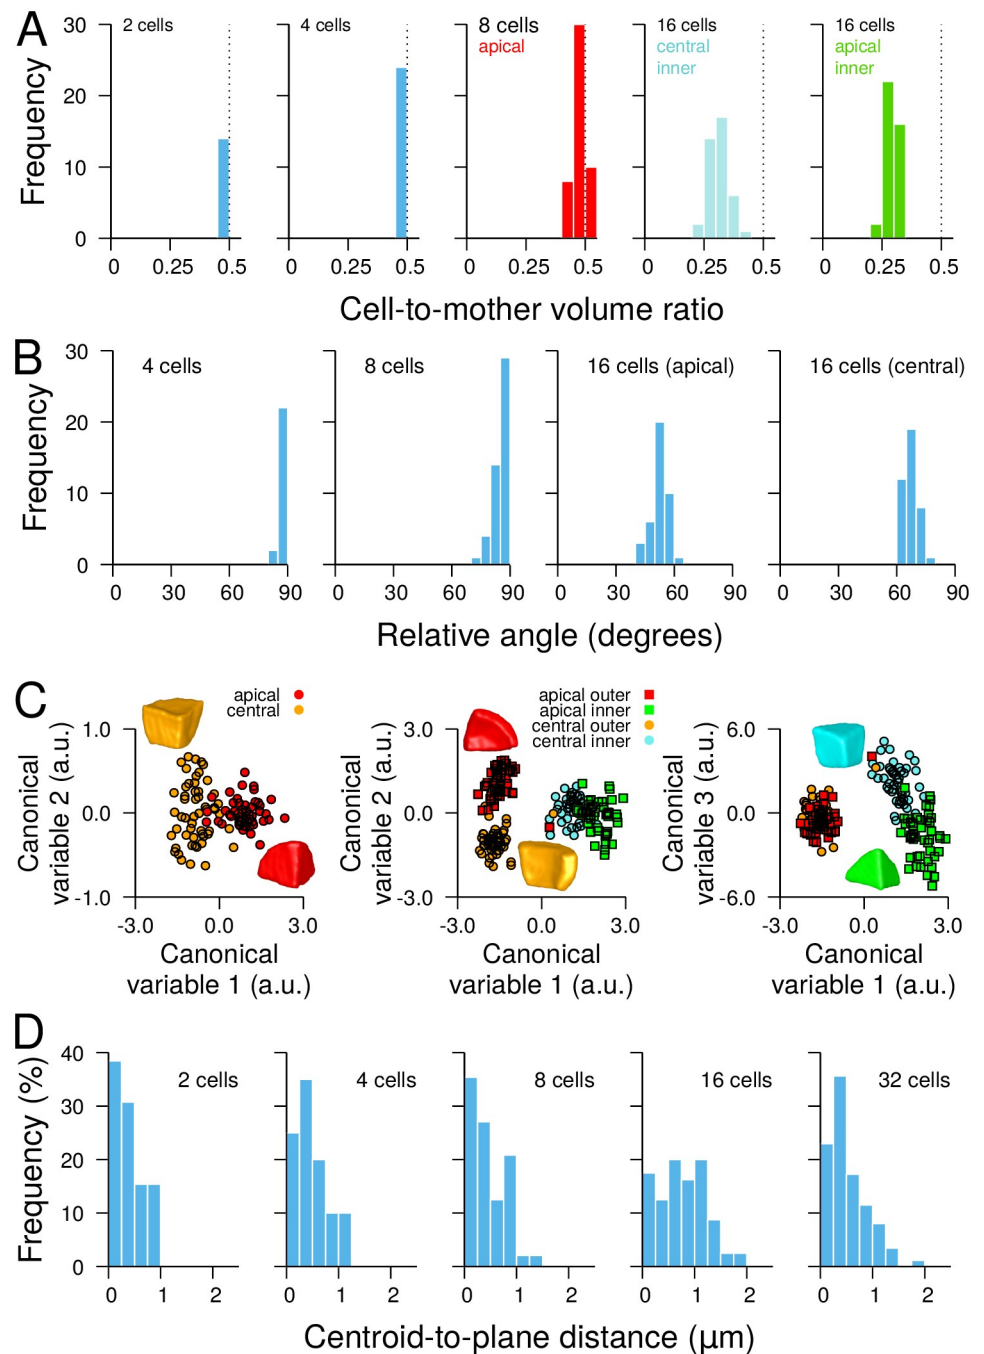 A
Frequency
30
20
10
0
2 cells
4 cells
8 cells
apical
16 cells
central
inner
16 cells
apical
inner
0 0.25 0.5
0 0.25 0.5
0 0.25 0.5
0 0.25 0.5
0 0.25 0.5
Cell-to-mother volume ratio
B
Frequency
30
20
10
0
4 cells
8 cells
16 cells (apical)
16 cells (central)
0 30 60 90
0 30 60 90
0 30 60 90
0 30 60 90
Relative angle (degrees)
C
apical
central
Canonical
variable 2 (a.u.)
1.0
0.0
-1.0
-3.0 0.0 3.0
Canonical
variable 1 (a.u.)
apical outer
apical inner
central outer
central inner
Canonical
variable 2 (a.u.)
3.0
0.0
-3.0
-3.0 0.0 3.0
Canonical
variable 1 (a.u.)
Canonical
variable 3 (a.u.)
6.0
0.0
-6.0
-3.0 0.0 3.0
Canonical
variable 1 (a.u.)
D
Frequency (%)
40
30
20
10
0
2 cells
4 cells
8 cells
16 cells
32 cells
0 1 2
0 1 2
0 1 2
0 1 2
0 1 2
Centroid-to-plane distance (µm)